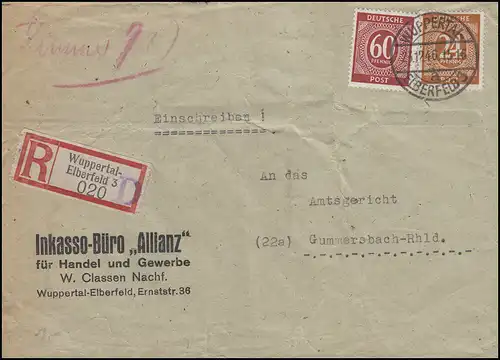 DEUTSCHE
60
PFENNIG
PFENNIG
POST
DEUTSCHE
24
WUPPERTAL
ELBERFELD
Einschreiben !
R
Wuppertal-
Elberfeld 3
020
An das
Amtsgericht
(22a) Gummersbach-Rhld.
Inkasso-Büro „Allianz"
für Handel und Gewerbe
W. Classen Nachf.
Wuppertal-Elberfeld, Ernststr. 36